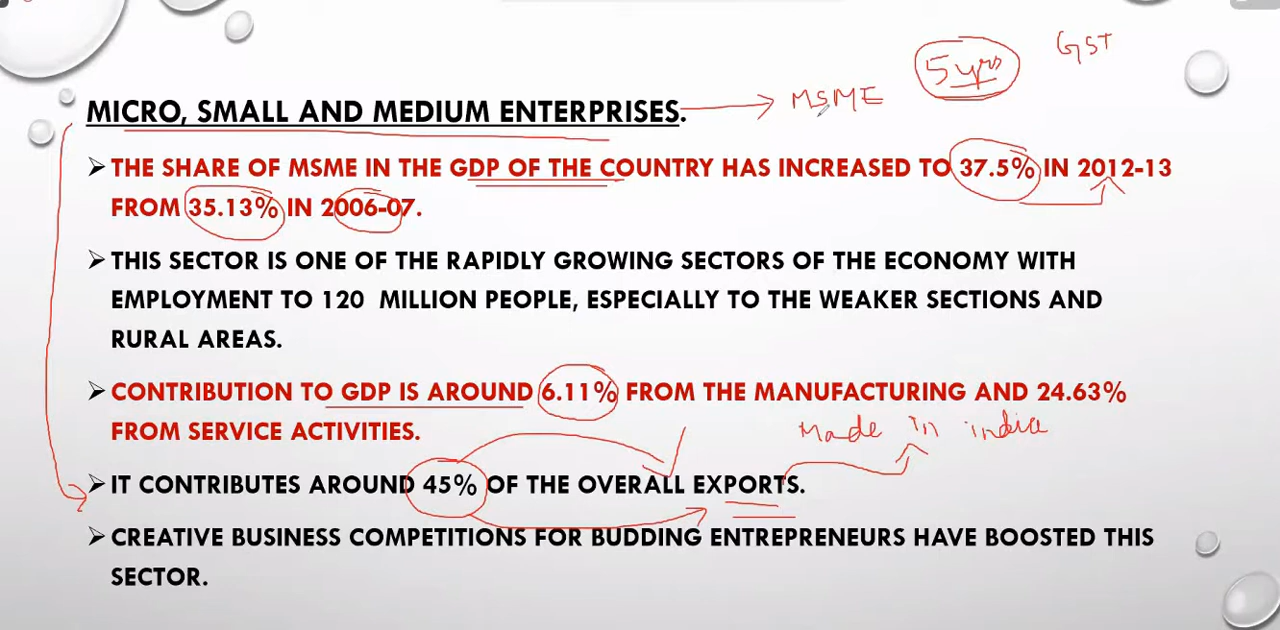 GST
5 yrs
MICRO, SMALL AND MEDIUM ENTERPRISES. MSME
THE SHARE OF MSME IN THE GDP OF THE COUNTRY HAS INCREASED TO 37.5% IN 2012-13
FROM 35.13% IN 2006-07.
THIS SECTOR IS ONE OF THE RAPIDLY GROWING SECTORS OF THE ECONOMY WITH
EMPLOYMENT TO 120 MILLION PEOPLE, ESPECIALLY TO THE WEAKER SECTIONS AND
RURAL AREAS.
CONTRIBUTION TO GDP IS AROUND 6.11% FROM THE MANUFACTURING AND 24.63%
FROM SERVICE ACTIVITIES.
Made in india
IT CONTRIBUTES AROUND 45% OF THE OVERALL EXPORTS.
CREATIVE BUSINESS COMPETITIONS FOR BUDDING ENTREPRENEURS HAVE BOOSTED THIS
SECTOR.